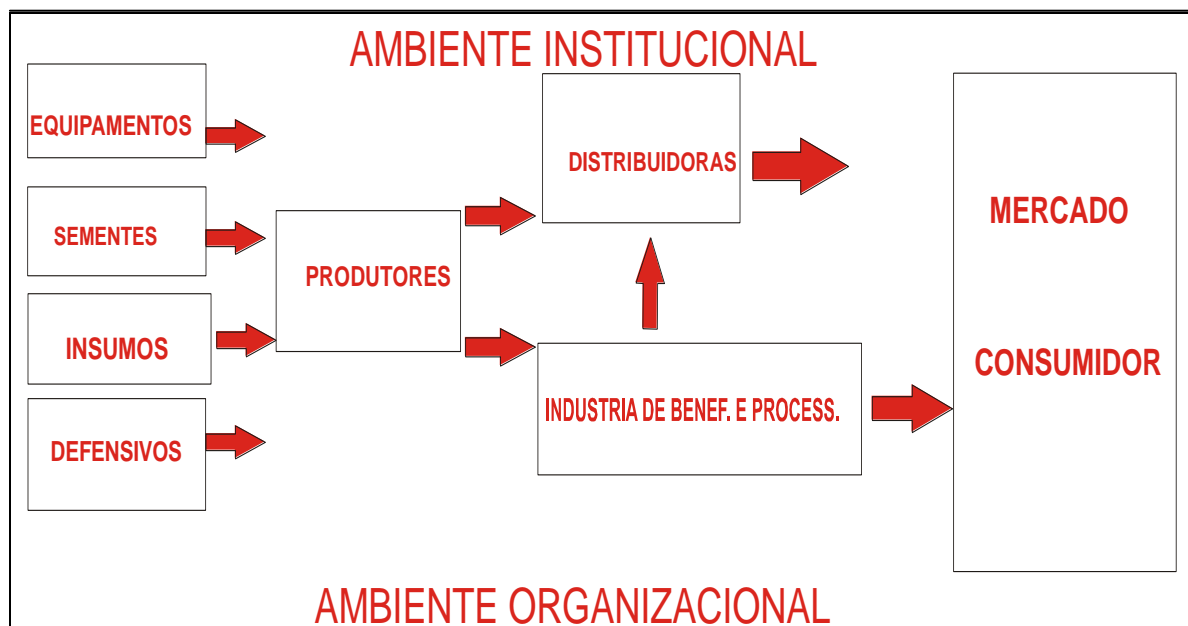 AMBIENTE INSTITUCIONAL
EQUIPAMENTOS
SEMENTES
INSUMOS
DEFENSIVOS
PRODUTORES
DISTRIBUIDORAS
INDUSTRIA DE BENEF. E PROCESS.
MERCADO
CONSUMIDOR
AMBIENTE ORGANIZACIONAL